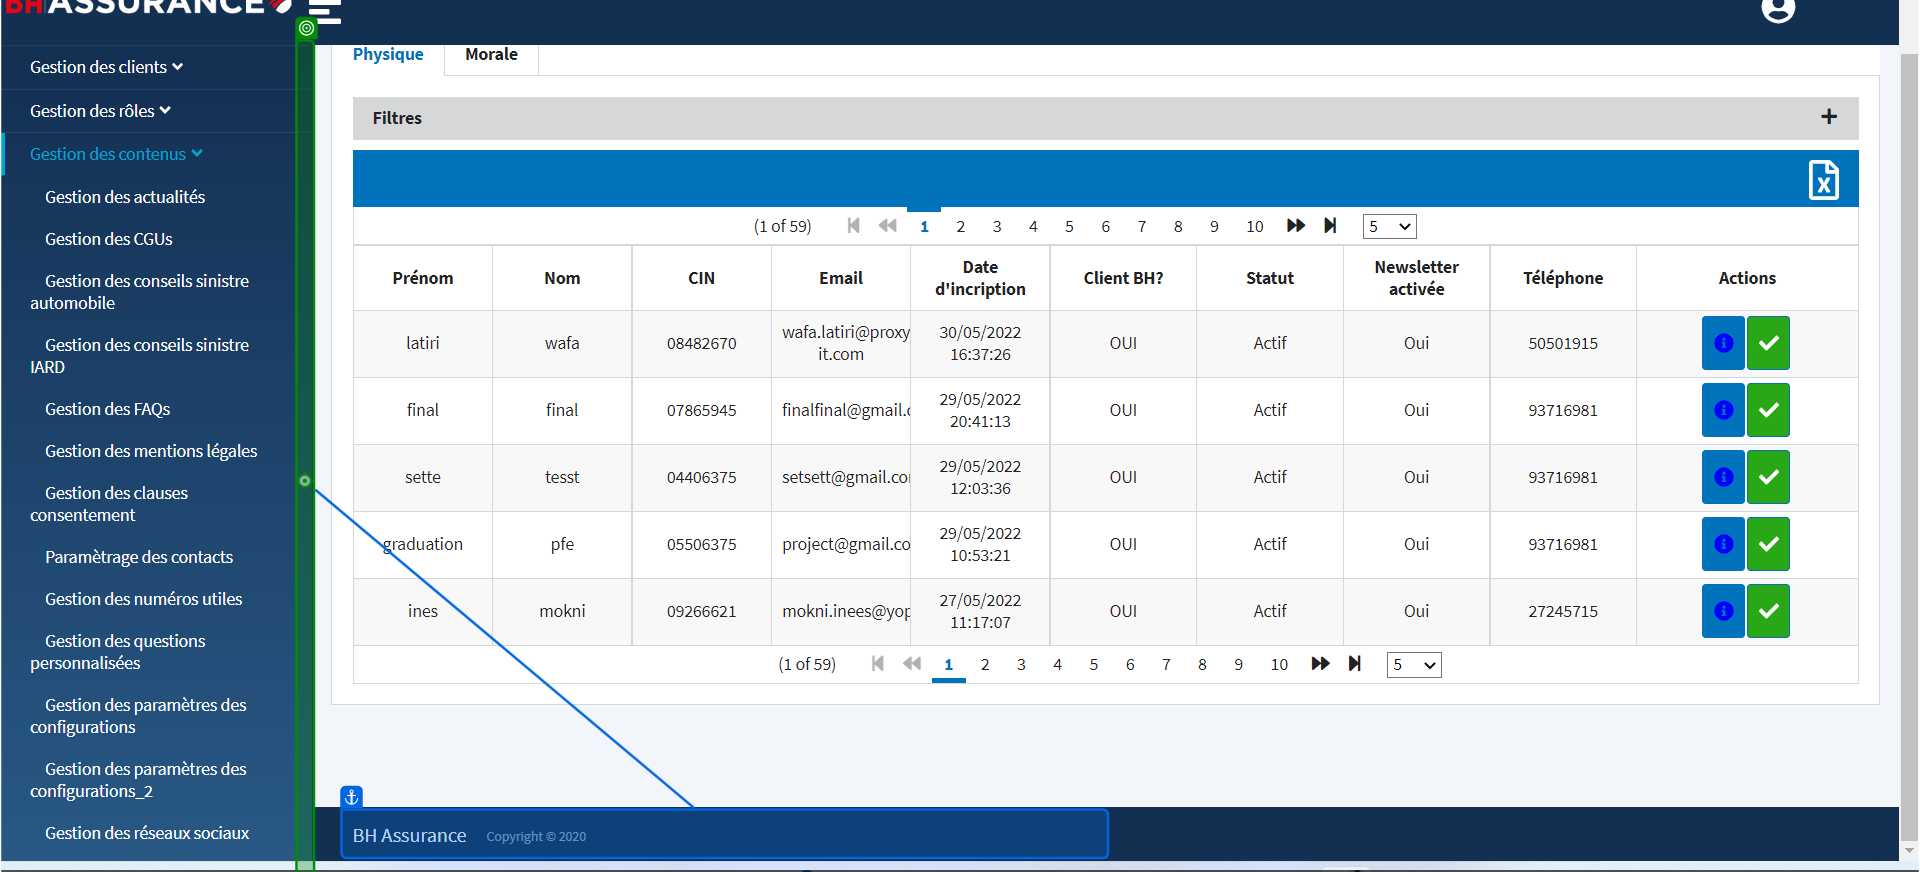 BH ASSURANCE
Gestion des clients
Gestion des rôles
Gestion des contenus
Gestion des actualités
Gestion des CGUs
Gestion des conseils sinistre
automobile
Gestion des conseils sinistre
IARD
Gestion des FAQs
Gestion des mentions légales
Gestion des clauses
consentement
Paramètrage des contacts
Gestion des numéros utiles
Gestion des questions
personnalisées
Gestion des paramètres des
configurations
Gestion des paramètres des
configurations_2
Gestion des réseaux sociaux
Physique Morale
Filtres +
(1 of 59) 1 2 3 4 5 6 7 8 9 10 5
Prénom Nom CIN Email Date d'incription Client BH? Statut Newsletter activée Téléphone Actions
latiri wafa 08482670 wafa.latiri@proxy it.com 30/05/2022 16:37:26 OUI Actif Oui 50501915
final final 07865945 finalfinal@gmail.c 29/05/2022 20:41:13 OUI Actif Oui 93716981
sette tesst 04406375 setsett@gmail.co 29/05/2022 12:03:36 OUI Actif Oui 93716981
graduation pfe 05506375 project@gmail.co 29/05/2022 10:53:21 OUI Actif Oui 93716981
ines mokni 09266621 mokni.inees@yop 27/05/2022 11:17:07 OUI Actif Oui 27245715
(1 of 59) 1 2 3 4 5 6 7 8 9 10 5
BH Assurance Copyright © 2020